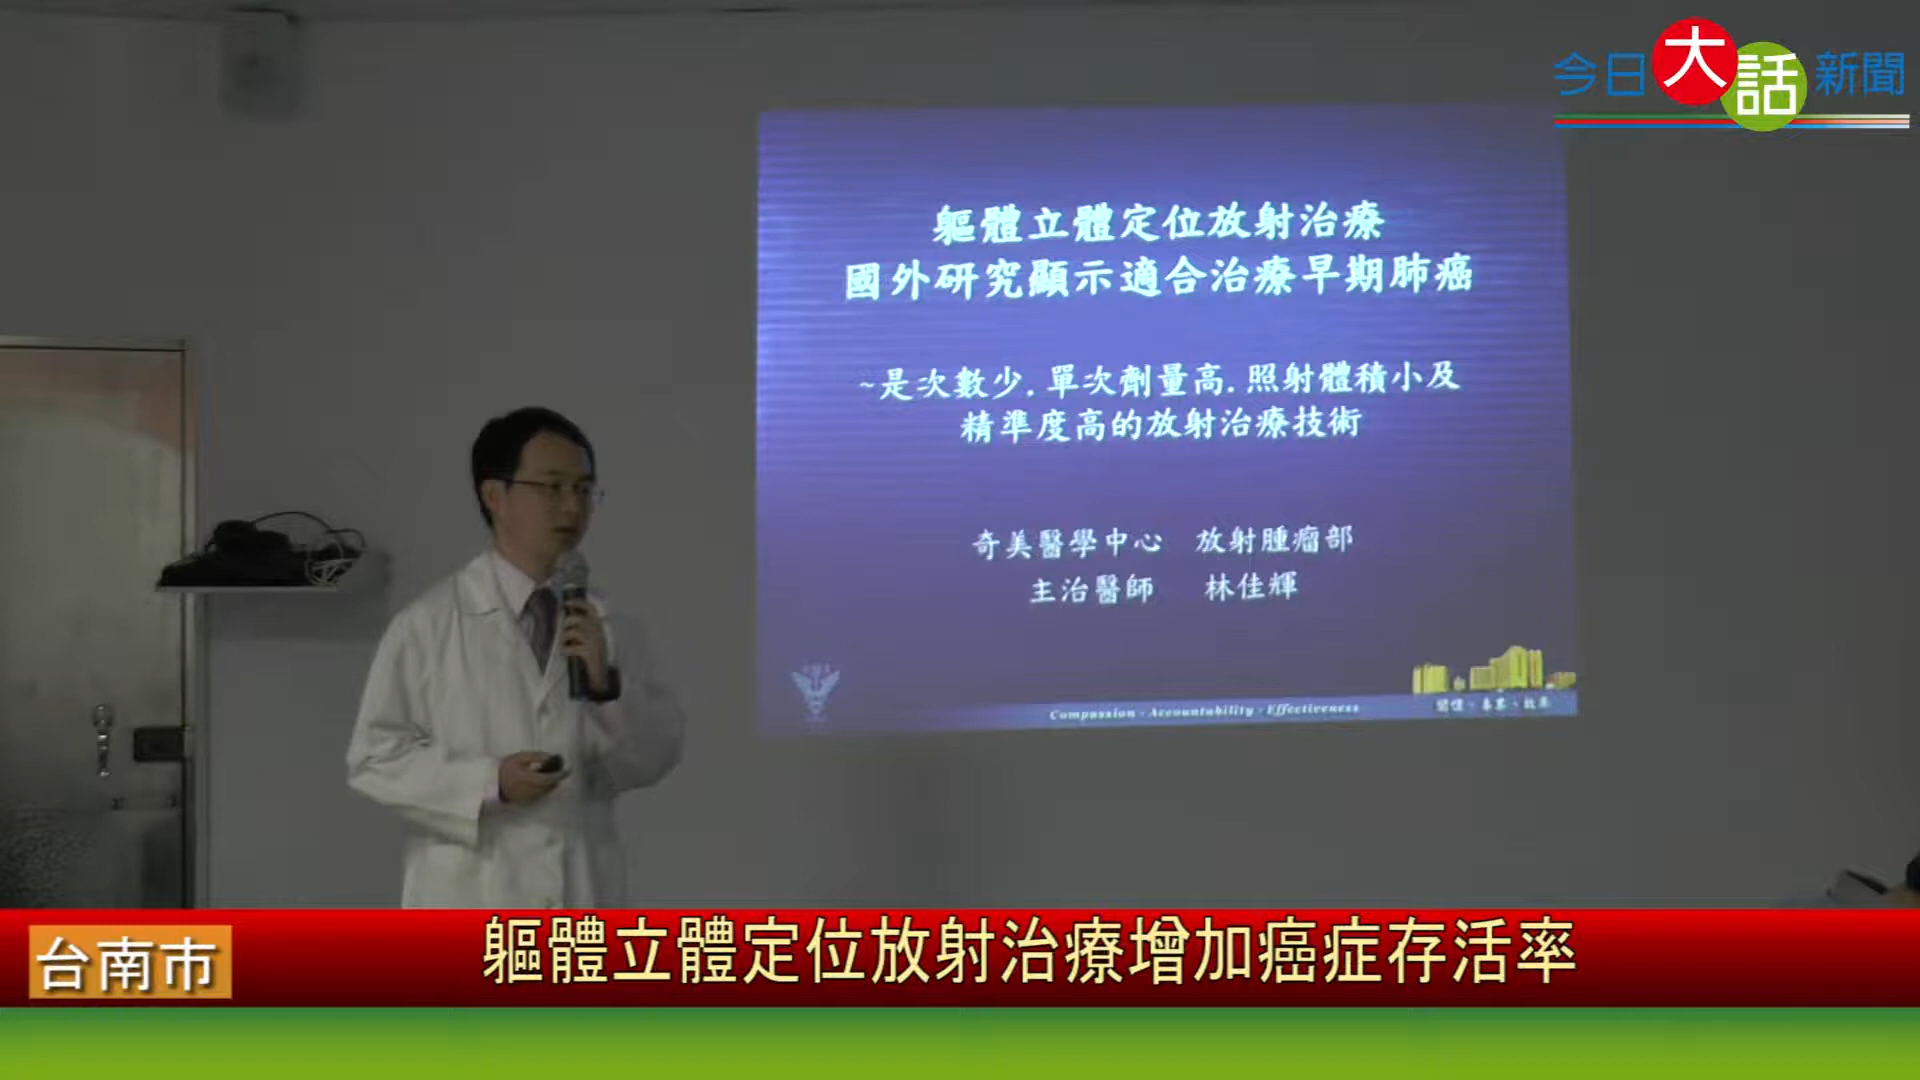 今日大話新聞
軀體立體定位放射治療
國外研究顯示適合治療早期肺癌
~是次數少.單次劑量高.照射體積小及
精準度高的放射治療技術
奇美醫學中心 放射腫瘤部
主治醫師 林佳輝
Compassion · Accountability · Effectiveness
台南市
軀體立體定位放射治療增加癌症存活率